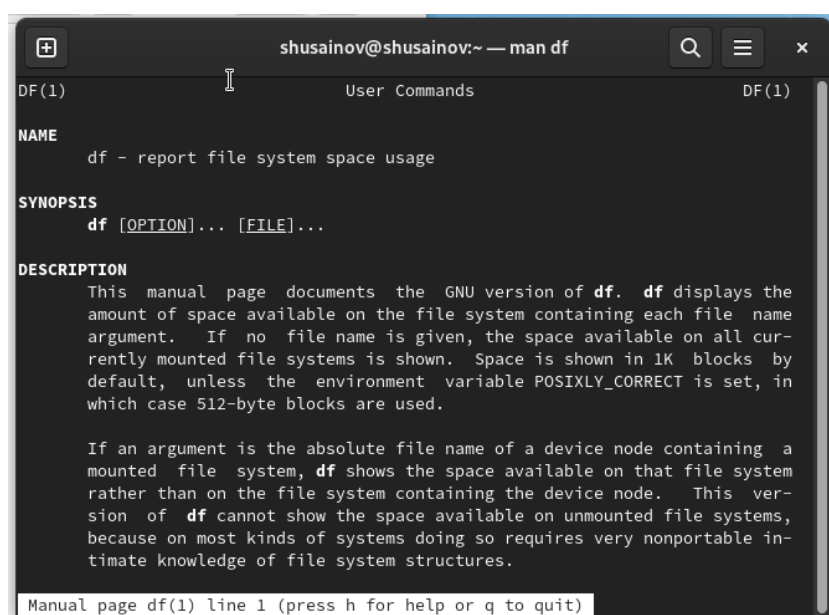 shusainov@shusainov:~ — man df
DF(1) User Commands DF(1)
NAME
df - report file system space usage
SYNOPSIS
df [OPTION]... [FILE]...
DESCRIPTION
This manual page documents the GNU version of df. df displays the
amount of space available on the file system containing each file name
argument. If no file name is given, the space available on all cur-
rently mounted file systems is shown. Space is shown in 1K blocks by
default, unless the environment variable POSIXLY_CORRECT is set, in
which case 512-byte blocks are used.
If an argument is the absolute file name of a device node containing a
mounted file system, df shows the space available on that file system
rather than on the file system containing the device node. This ver-
sion of df cannot show the space available on unmounted file systems,
because on most kinds of systems doing so requires very nonportable in-
timate knowledge of file system structures.
Manual page df(1) line 1 (press h for help or q to quit)